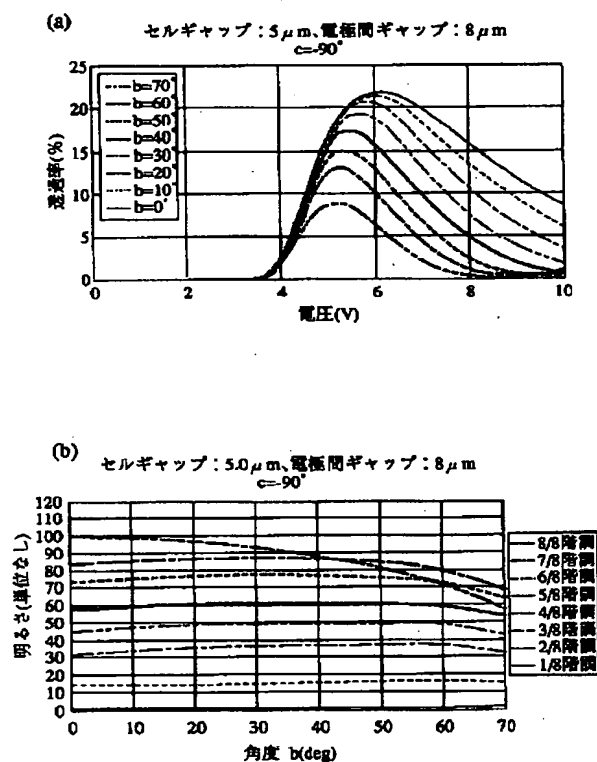 (a)
セルギャップ：5μm、電極間ギャップ：8μm
c=-90°
透過率(%)
25
20
15
10
5
0
b=70°
b=60°
b=50°
b=40°
b=30°
b=20°
b=10°
b=0°
0 2 4 6 8 10
電圧(V)
(b)
セルギャップ：5.0μm、電極間ギャップ：8μm
c=-90°
明るさ(単位なし)
120
110
100
90
80
70
60
50
40
30
20
10
0
8/8階調
7/8階調
6/8階調
5/8階調
4/8階調
3/8階調
2/8階調
1/8階調
0 10 20 30 40 50 60 70
角度 b(deg)